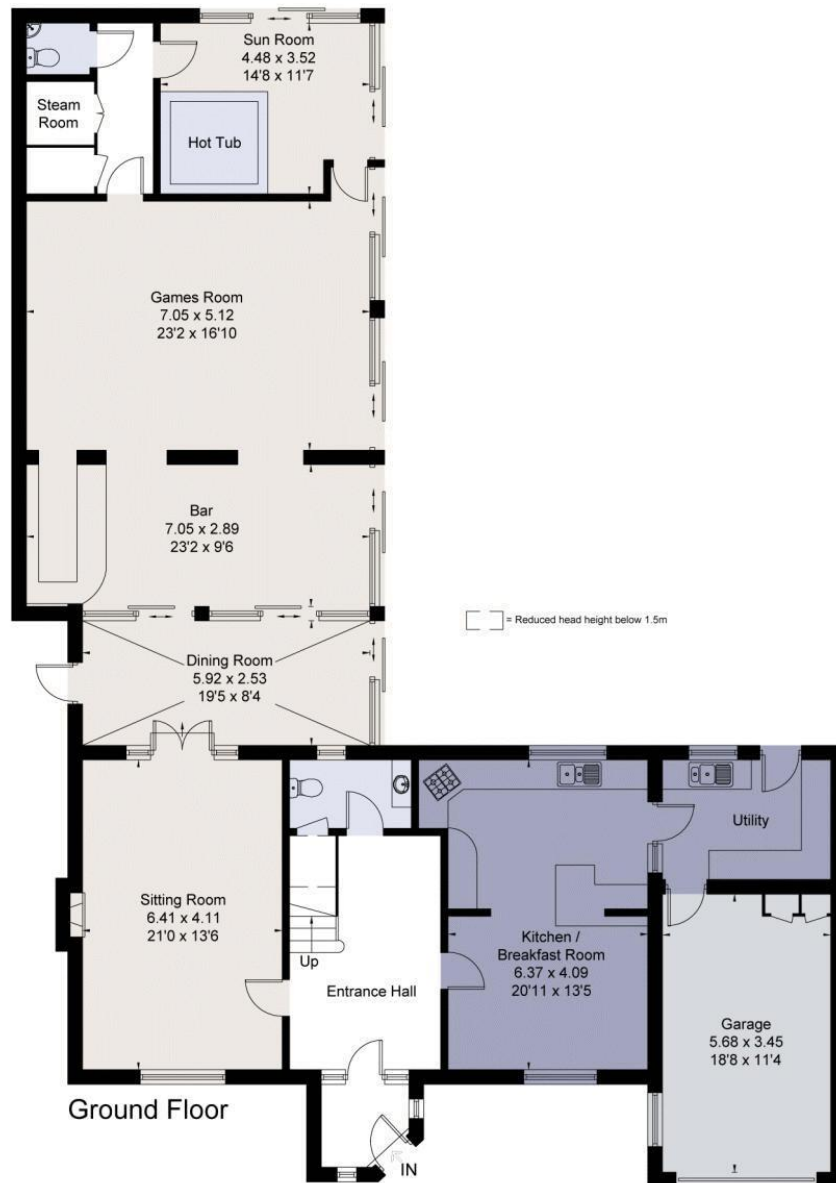 Sun Room
4.48 x 3.52
14'8 x 11'7
Steam
Room
Hot Tub
Games Room
7.05 x 5.12
23'2 x 16'10
Bar
7.05 x 2.89
23'2 x 9'6
= Reduced head height below 1.5m
Dining Room
5.92 x 2.53
19'5 x 8'4
Utility
Sitting Room
6.41 x 4.11
21'0 x 13'6
Up
Kitchen /
Breakfast Room
6.37 x 4.09
20'11 x 13'5
Entrance Hall
Garage
5.68 x 3.45
18'8 x 11'4
Ground Floor
IN